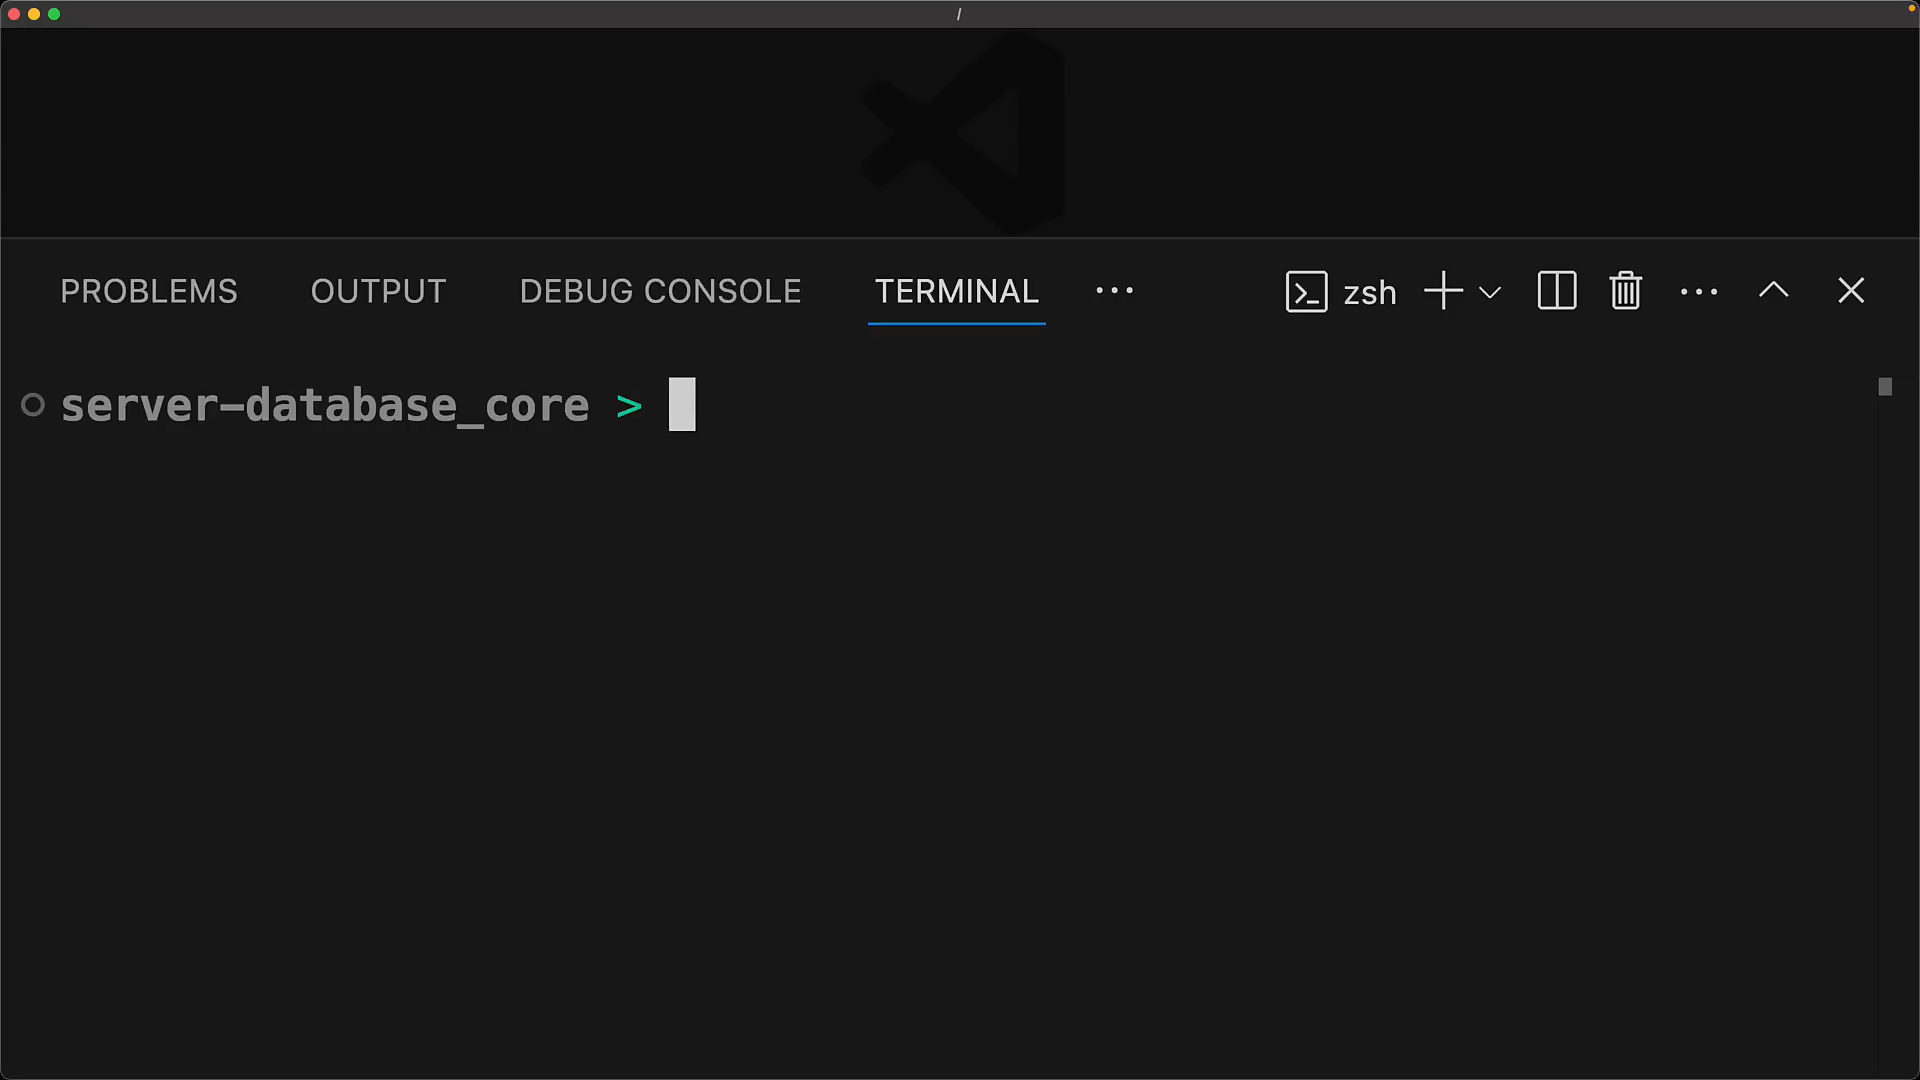 /
PROBLEMS OUTPUT DEBUG CONSOLE TERMINAL ··· zsh ···
server-database_core >